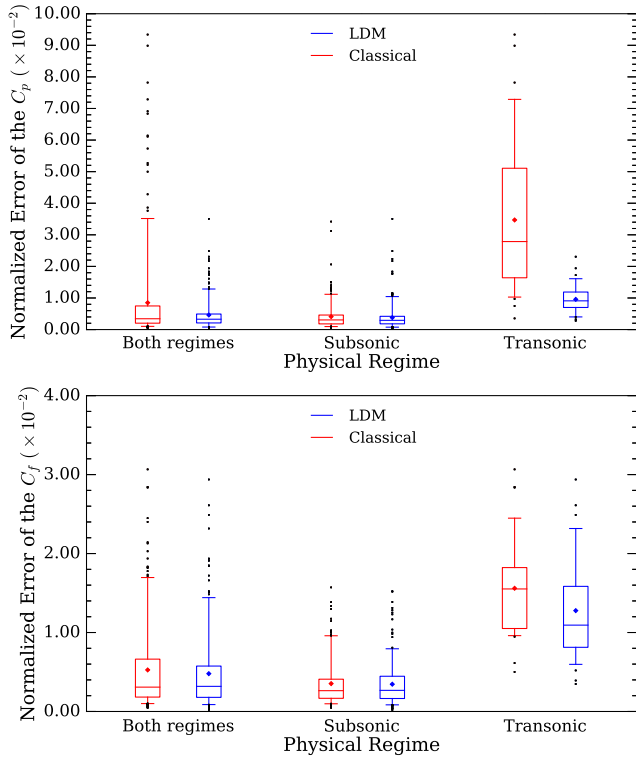 Normalized Error of the $C_p$ ($\times 10^{-2}$)
10.00
9.00
8.00
7.00
6.00
5.00
4.00
3.00
2.00
1.00
0.00
LDM
Classical
Both regimes Subsonic Transonic
Physical Regime
Normalized Error of the $C_f$ ($\times 10^{-2}$)
4.00
3.00
2.00
1.00
0.00
LDM
Classical
Both regimes Subsonic Transonic
Physical Regime